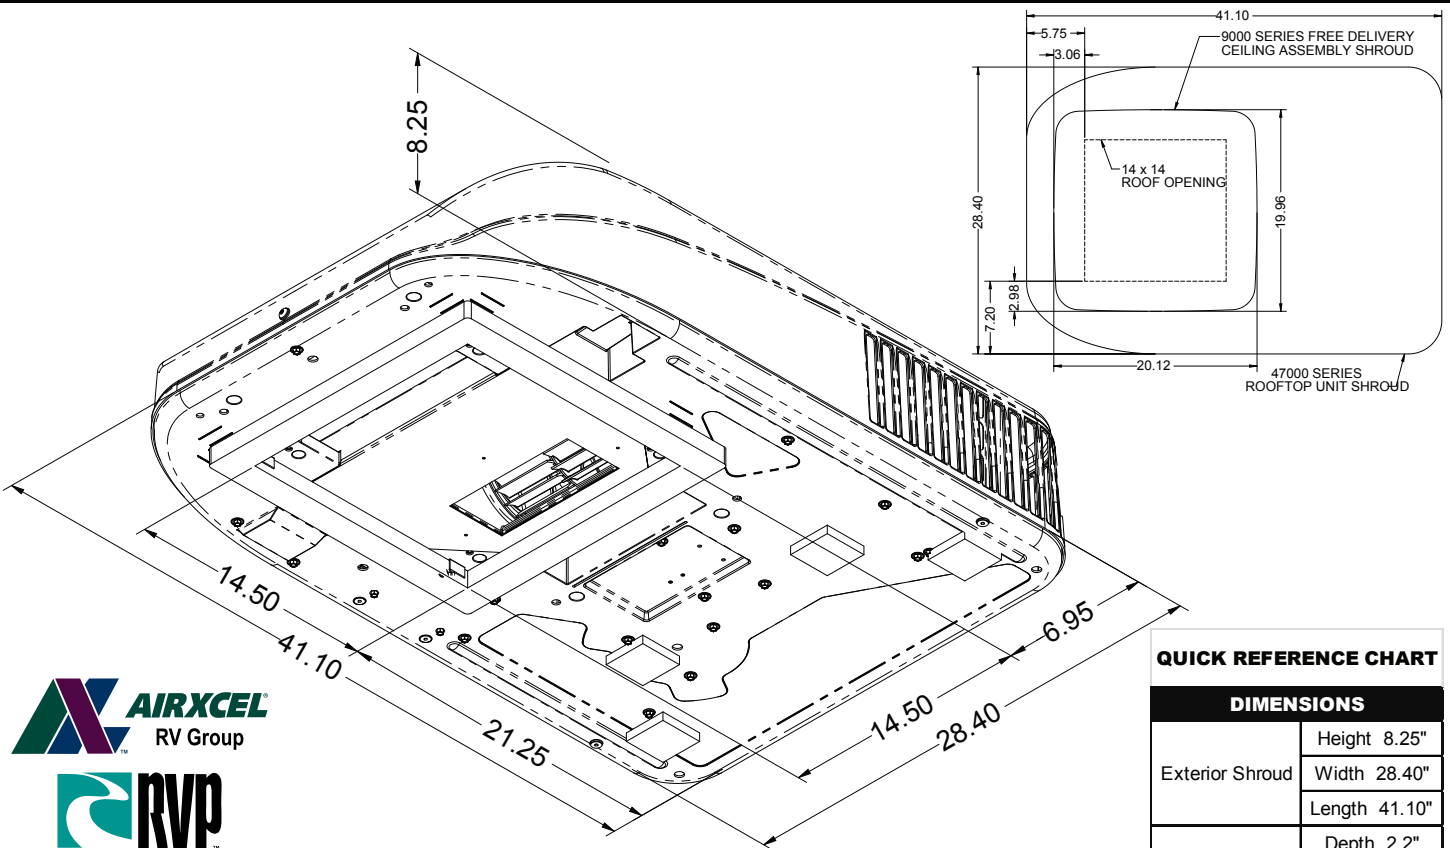 41.10
5.75
9000 SERIES FREE DELIVERY
CEILING ASSEMBLY SHROUD
3.06
14 x 14
ROOF OPENING
28.40
19.96
2.98
7.20
20.12
47000 SERIES
ROOFTOP UNIT SHROUD
8.25
14.50
41.10
21.25
6.95
14.50
28.40
AIRXCEL®
RV Group
™
RVP
™
QUICK REFERENCE CHART
DIMENSIONS
Exterior Shroud
Height 8.25"
Width 28.40"
Length 41.10"
Depth 2.2"